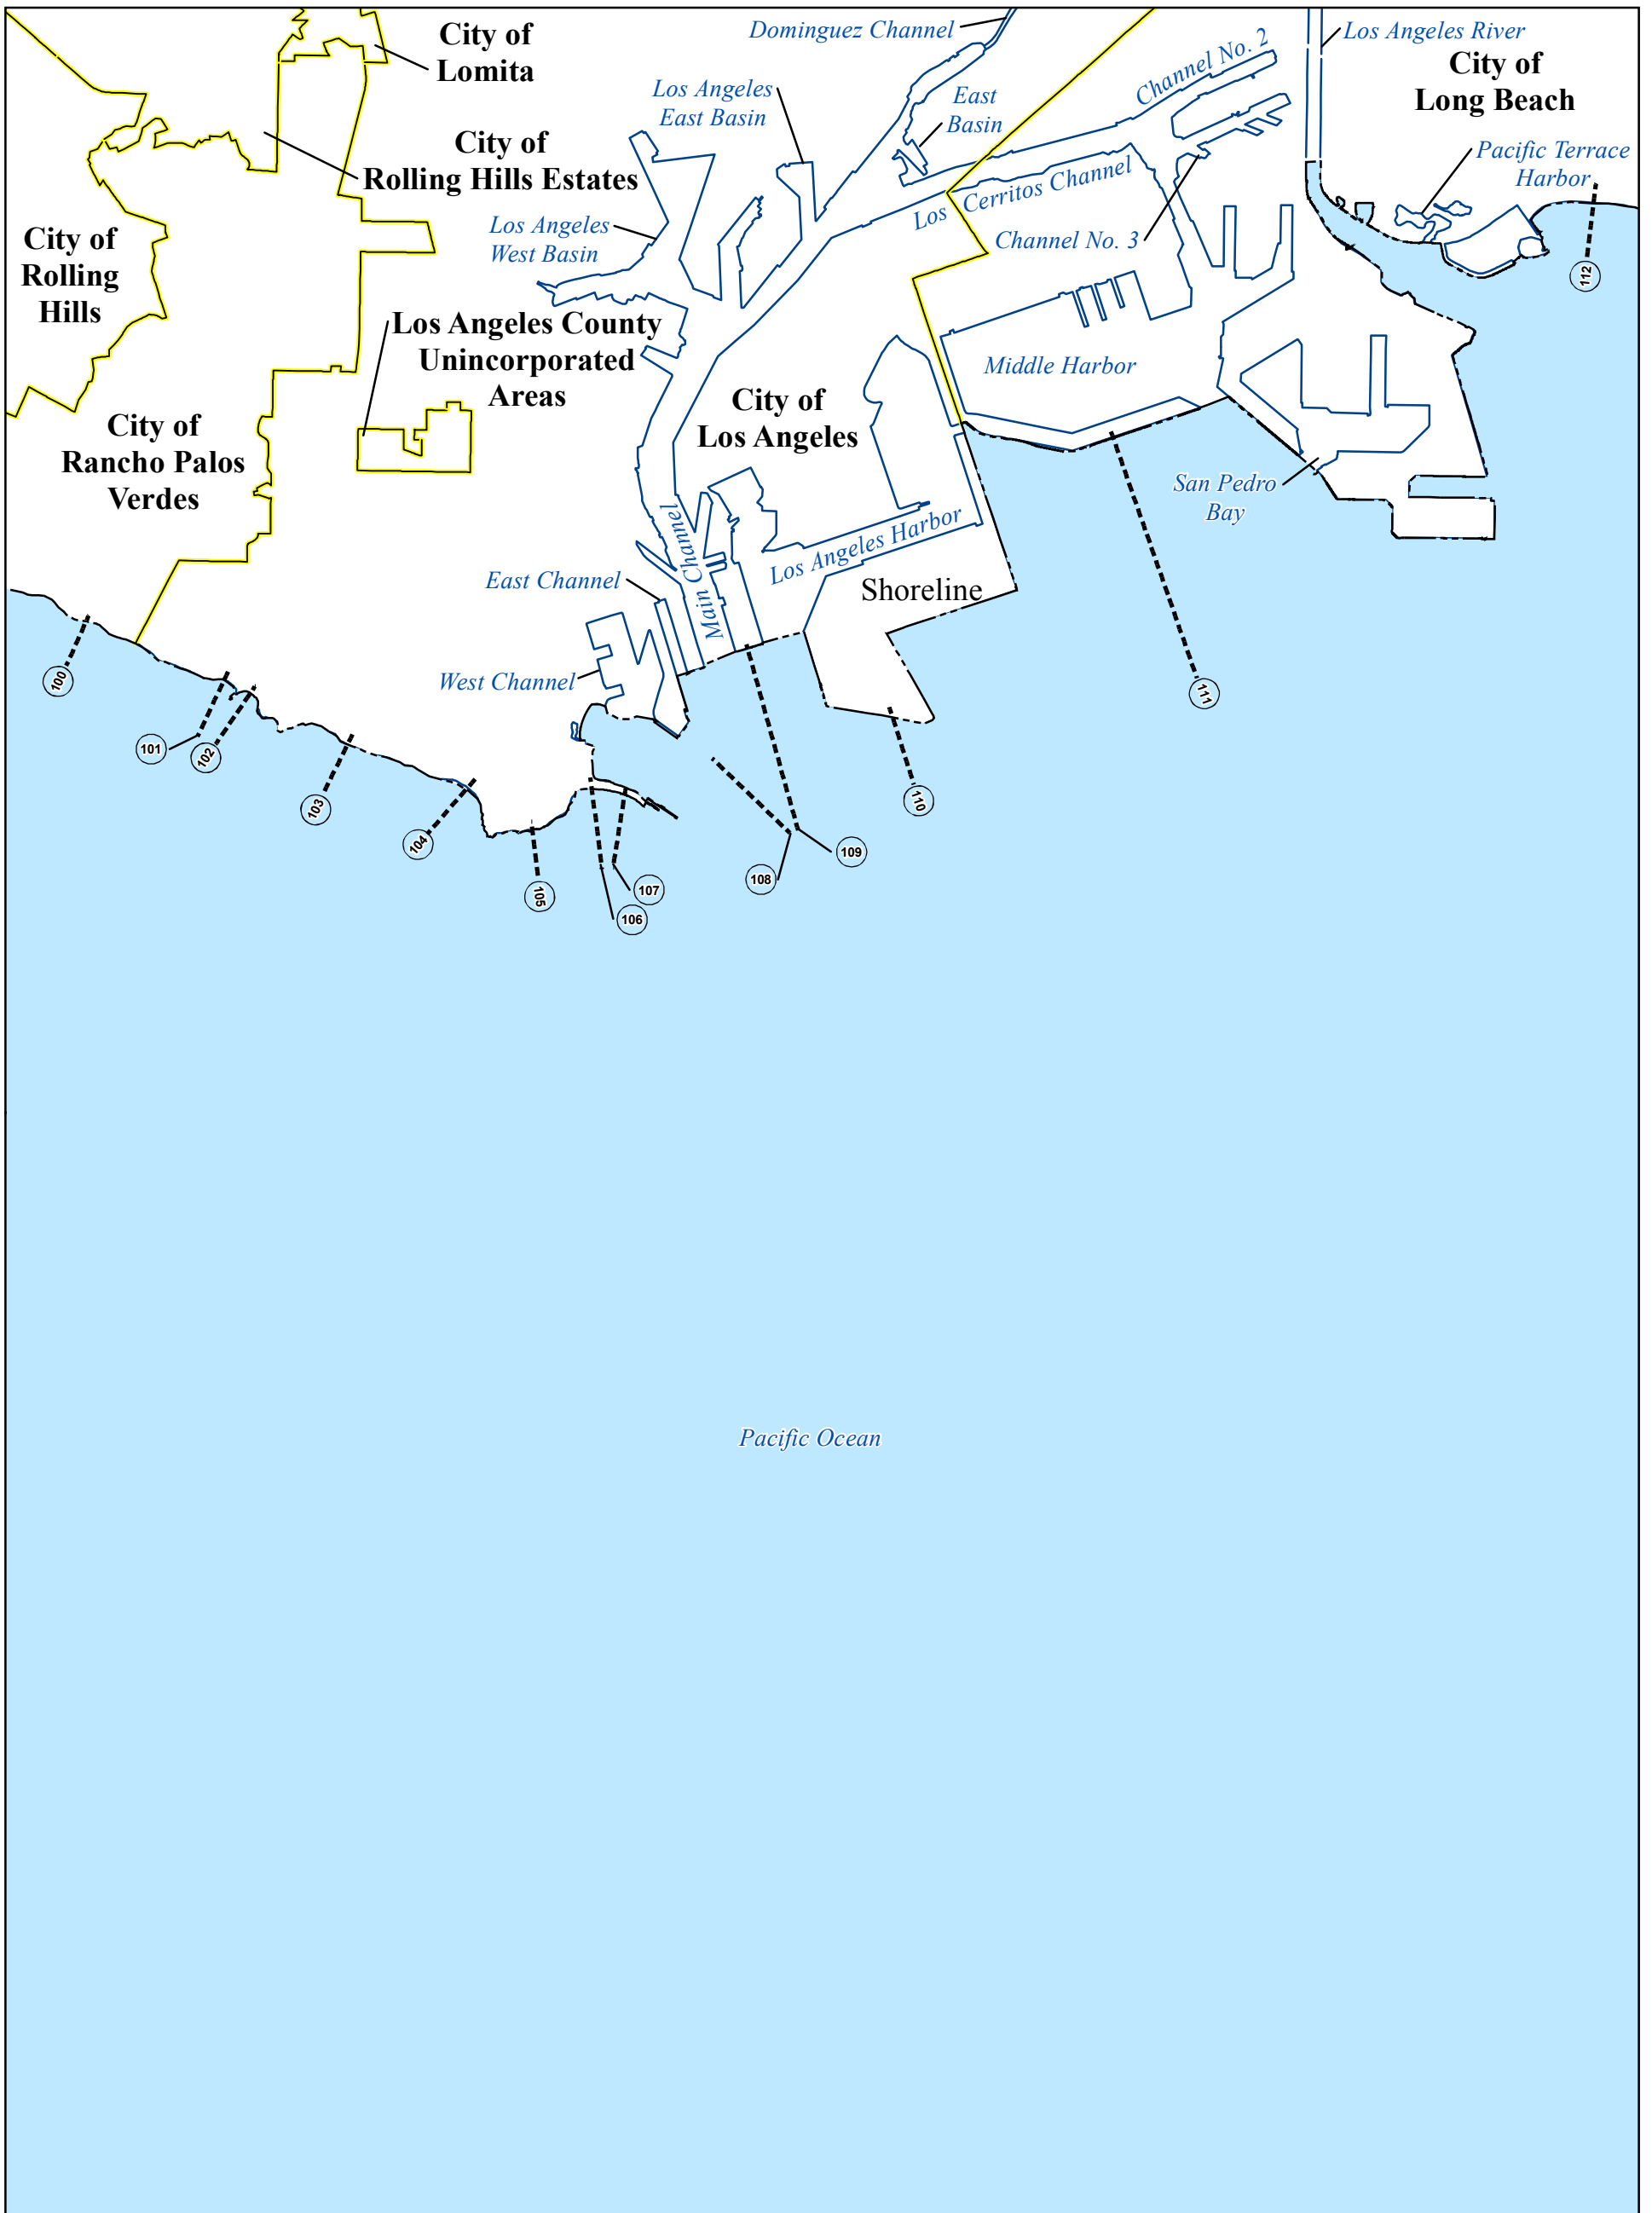 Dominguez Channel
Channel No. 2
Los Angeles River
City of
Lomita
City of
Long Beach
Los Angeles
East Basin
East
Basin
City of
Rolling Hills Estates
Pacific Terrace
Harbor
Los Cerritos Channel
Los Angeles
West Basin
Channel No. 3
City of
Rolling
Hills
112
Los Angeles County
Unincorporated
Areas
Middle Harbor
City of
Los Angeles
City of
Rancho Palos
Verdes
San Pedro
Bay
Main Channel
Los Angeles Harbor
East Channel
Shoreline
West Channel
100
111
101
102
103
110
104
109
108
105
107
106
Pacific Ocean